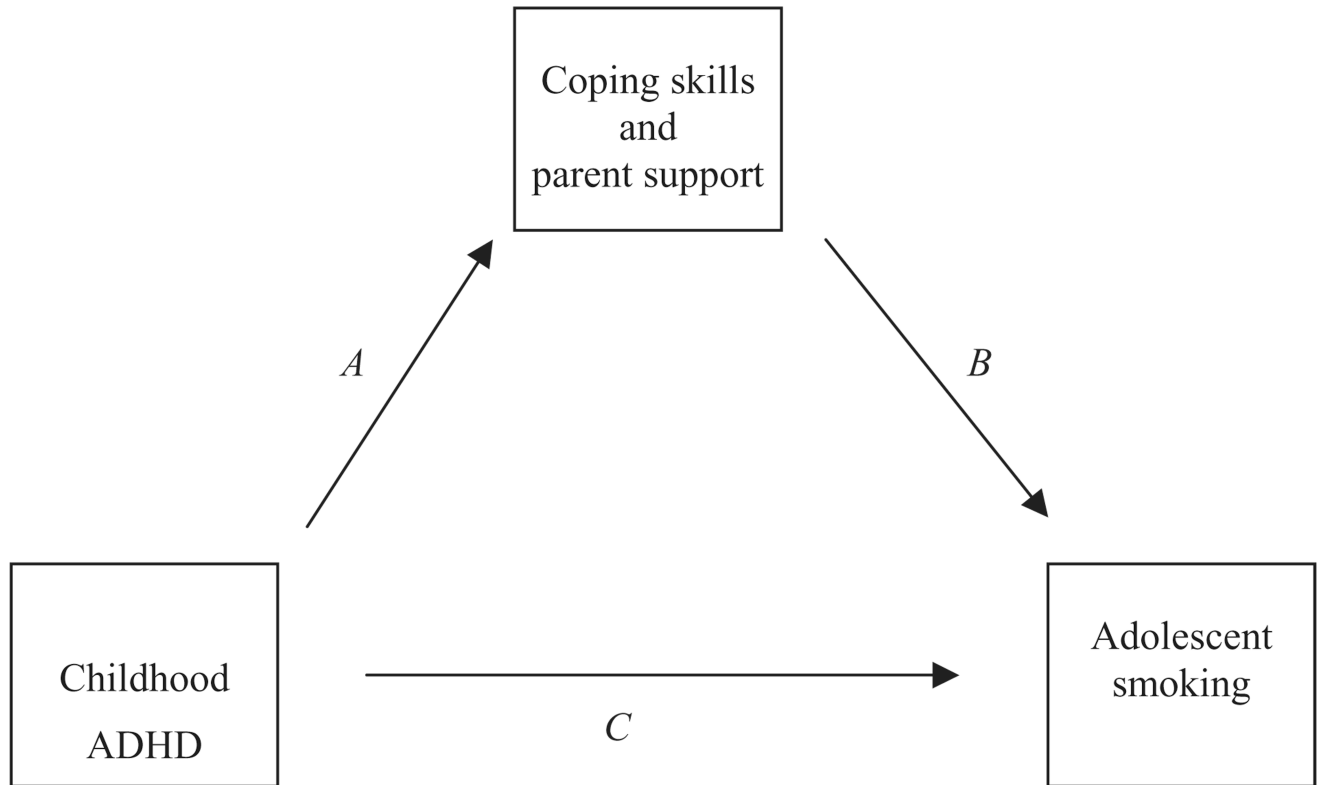 Coping skills
and
parent support
A
B
Childhood
ADHD
C
Adolescent
smoking